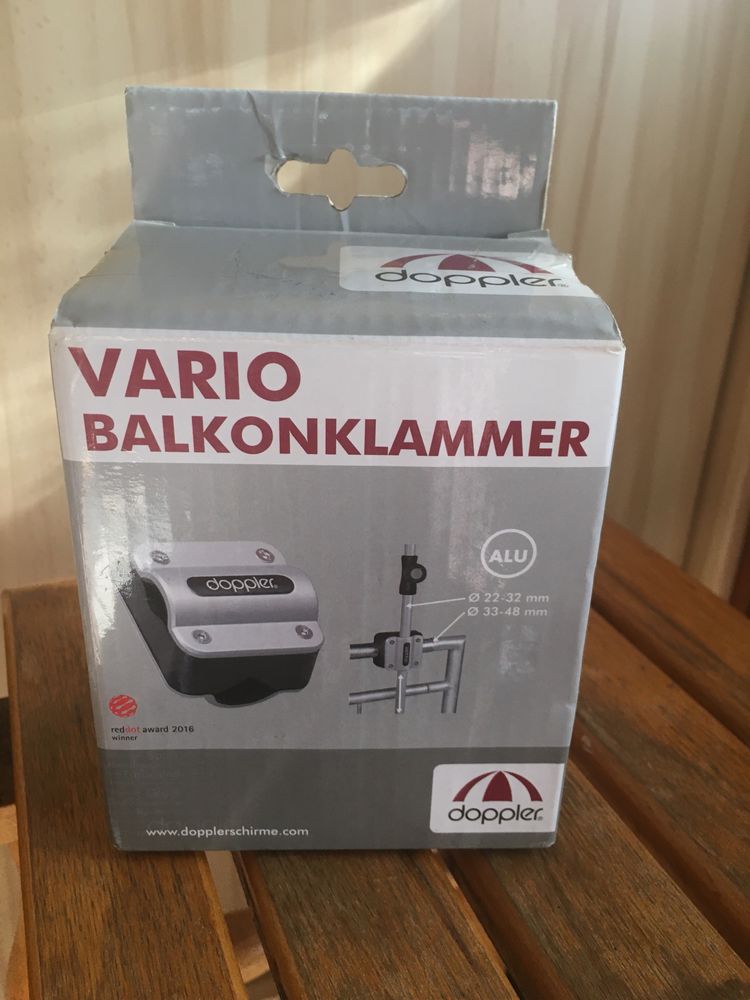 doppler®
VARIO
BALKONKLAMMER
doppler®
ALU
Ø 22-32 mm
Ø 33-48 mm
reddot award 2016
winner
www.dopplerschirme.com
doppler®